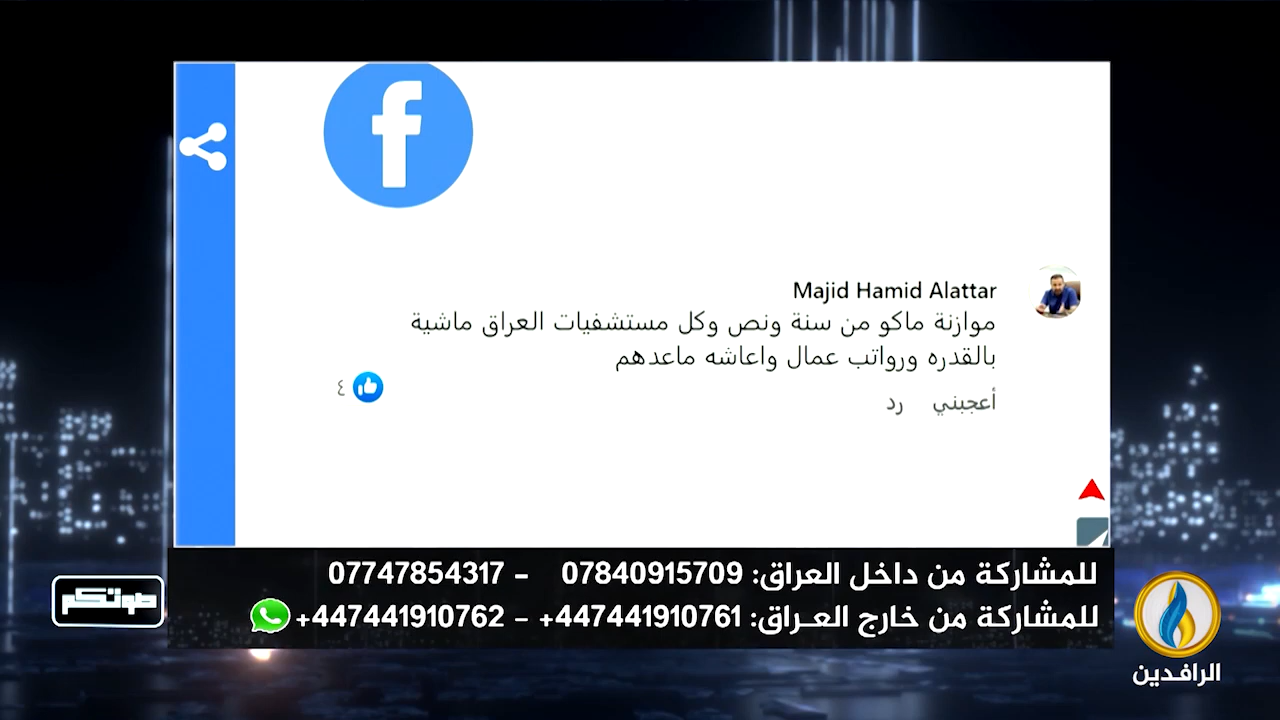 f
Majid Hamid Alattar
موازنة ماكو من سنة ونص وكل مستشفيات العراق ماشية
بالقدره ورواتب عمال واعاشه ماعدهم
أعجبني رد
٤
للمشاركة من داخل العراق: 07840915709 - 07747854317
للمشاركة من خارج العـراق: 447441910761+ - 447441910762+
صوتكم
الرافدين